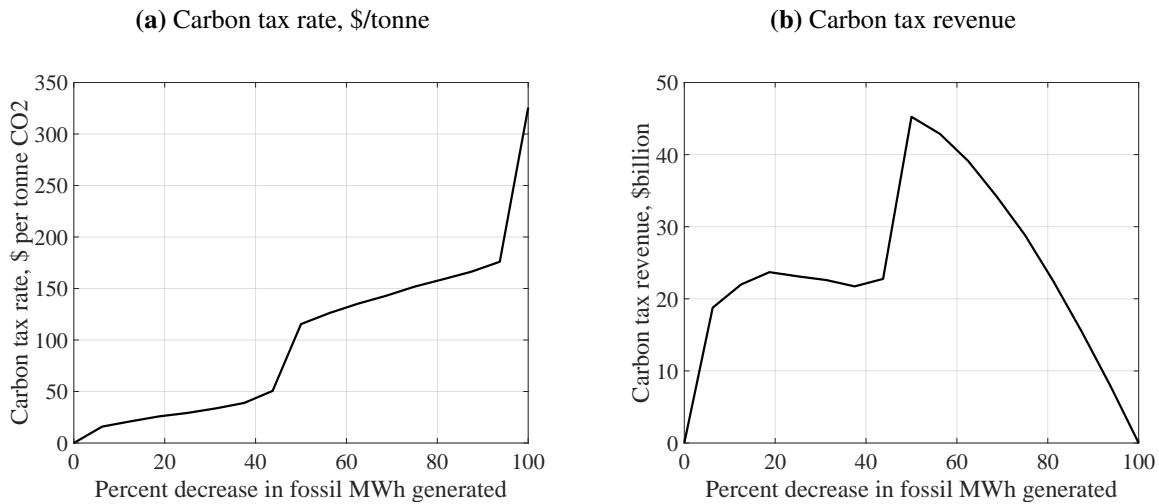 (a) Carbon tax rate, $/tonne
Carbon tax rate, $ per tonne CO2
350
300
250
200
150
100
50
0
0 20 40 60 80 100
Percent decrease in fossil MWh generated
(b) Carbon tax revenue
Carbon tax revenue, $billion
50
40
30
20
10
0
0 20 40 60 80 100
Percent decrease in fossil MWh generated